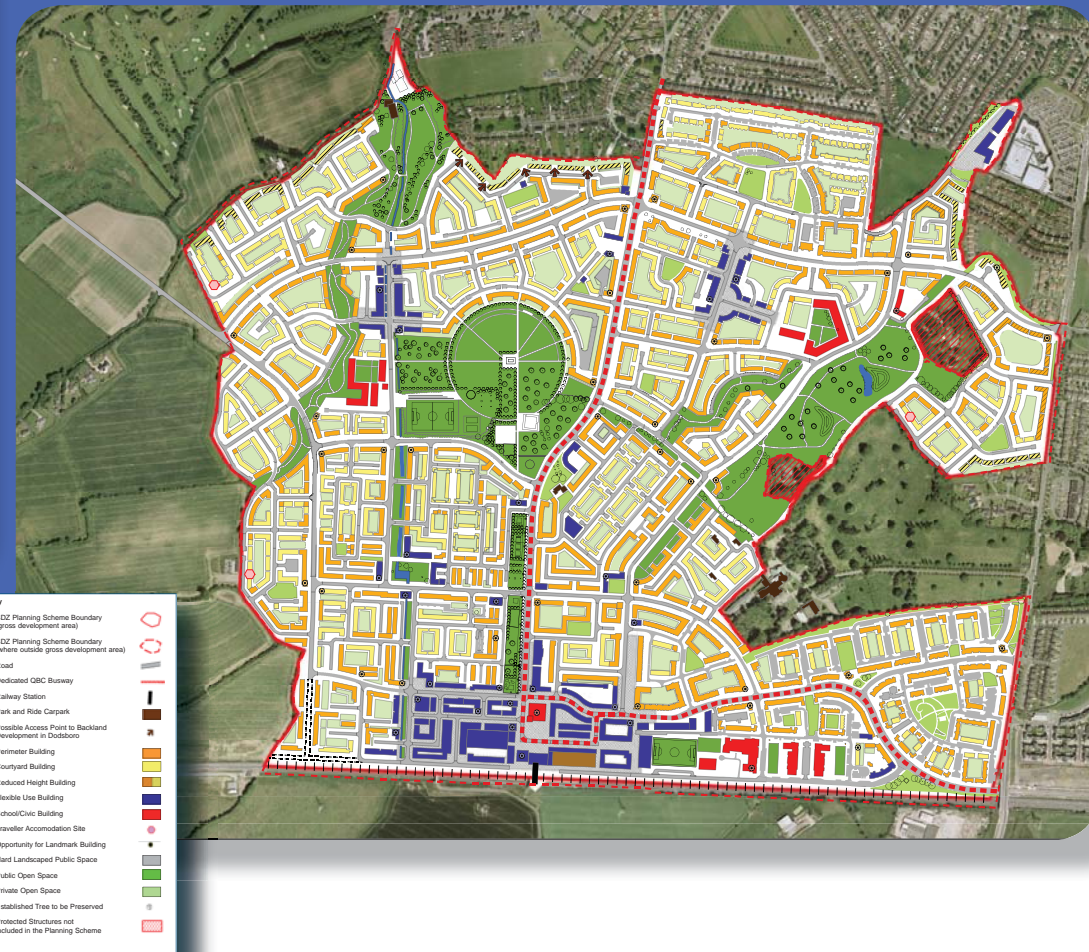 y
DZ Planning Scheme Boundary
gross development area)
DZ Planning Scheme Boundary
where outside gross development area)
oad
edicated QBC Busway
ailway Station
ark and Ride Carpark
ossible Access Point to Backland
evelopment in Dodsboro
erimeter Building
ourtyard Building
educed Height Building
lexible Use Building
chool/Civic Building
raveller Accomodation Site
pportunity for Landmark Building
ard Landscaped Public Space
ublic Open Space
rivate Open Space
stablished Tree to be Preserved
rotected Structures not
cluded in the Planning Scheme